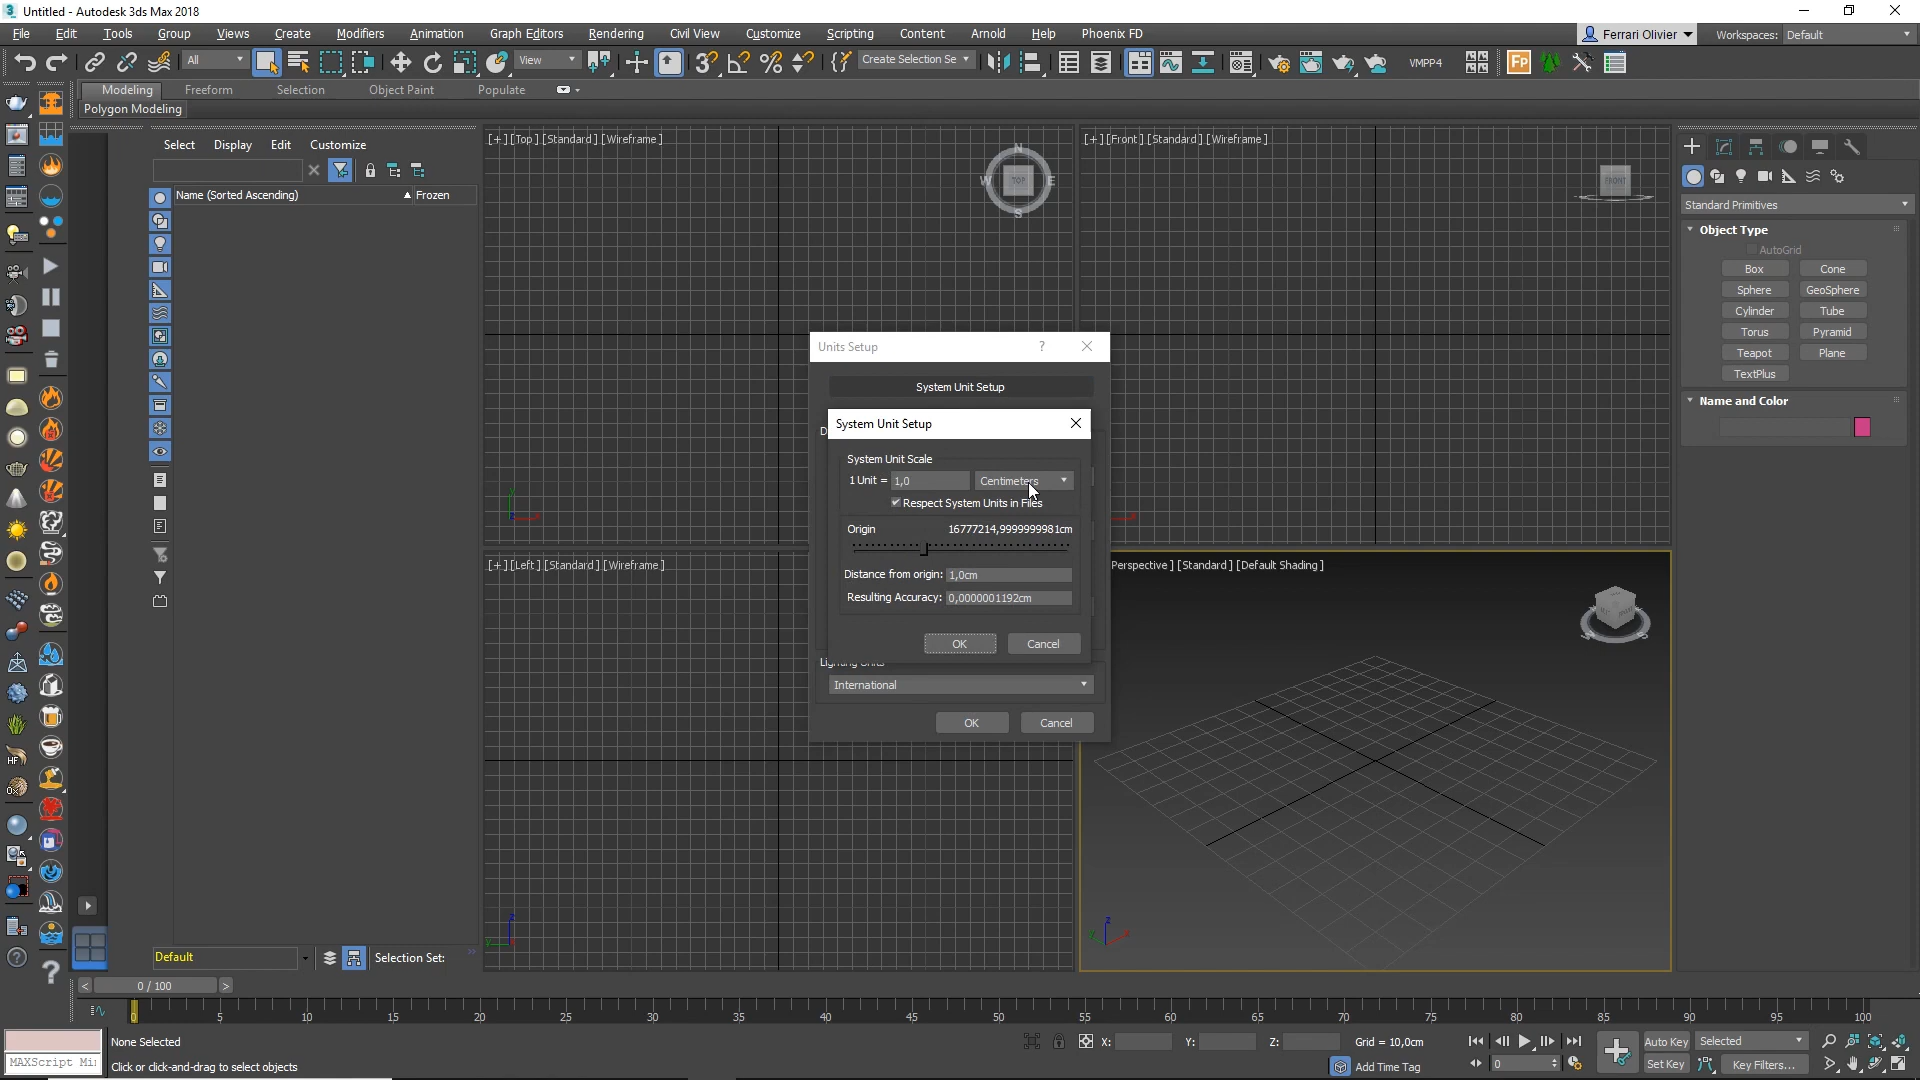 Untitled - Autodesk 3ds Max 2018
File Edit Tools Group Views Create Modifiers Animation Graph Editors Rendering Civil View Customize Scripting Content Arnold Help Phoenix FD
Ferrari Olivier Workspaces: Default
All View Create Selection Se VMPP4
Modeling Freeform Selection Object Paint Populate
Polygon Modeling
Select Display Edit Customize
Name (Sorted Ascending) Frozen
[+] [Top] [Standard] [Wireframe]
N
W TOP E
S
[+] [Front] [Standard] [Wireframe]
FRONT
Standard Primitives
Object Type
AutoGrid
Box Cone
Sphere GeoSphere
Cylinder Tube
Torus Pyramid
Teapot Plane
TextPlus
Name and Color
Units Setup
System Unit Setup
System Unit Setup
System Unit Scale
1 Unit = 1,0 Centimeters
Respect System Units in Files
Origin 16777214,9999999981cm
Distance from origin: 1,0cm
Resulting Accuracy: 0,0000001192cm
OK Cancel
Lighting Units
International
OK Cancel
[+] [Left] [Standard] [Wireframe]
Perspective ] [Standard ] [Default Shading ]
Default Selection Set:
0 / 100
0 5 10 15 20 25 30 35 40 45 50 55 60 65 70 75 80 85 90 95 100
None Selected
X: Y: Z: Grid = 10,0cm
Auto Key Selected
MAXScript Mi
Click or click-and-drag to select objects
Add Time Tag
0
Set Key Key Filters...